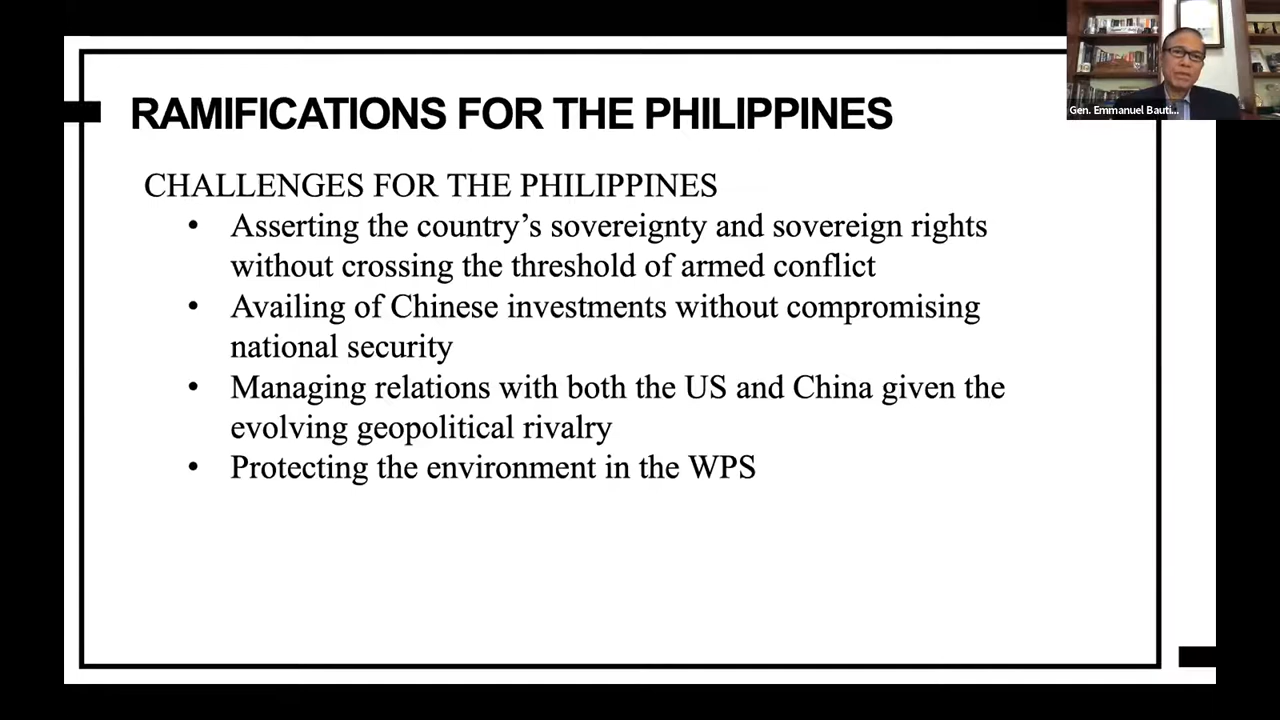 RAMIFICATIONS FOR THE PHILIPPINES
Gen. Emmanuel Bauti...
CHALLENGES FOR THE PHILIPPINES
• Asserting the country’s sovereignty and sovereign rights
without crossing the threshold of armed conflict
• Availing of Chinese investments without compromising
national security
• Managing relations with both the US and China given the
evolving geopolitical rivalry
• Protecting the environment in the WPS